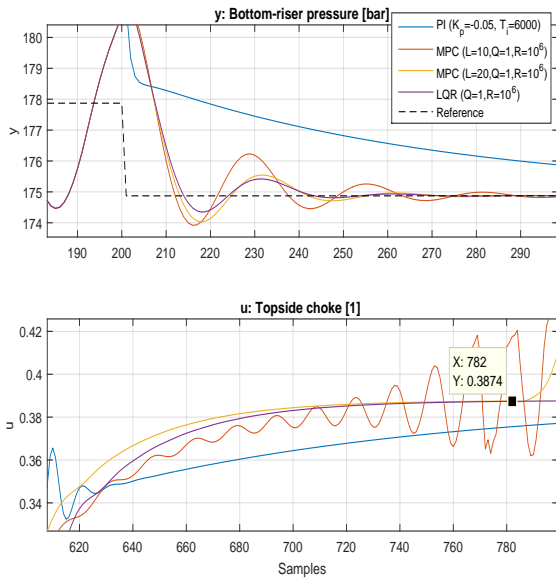 y: Bottom-riser pressure [bar]
180
178
177
176
175
174
y
190 200 210 220 230 240 250 260 270 280 290
PI (Kp=-0.05, Ti=6000)
MPC (L=10,Q=1,R=10^6)
MPC (L=20,Q=1,R=10^6)
LQR (Q=1,R=10^6)
Reference
u: Topside choke [1]
0.42
0.4
0.38
0.36
0.34
u
X: 782
Y: 0.3874
620 640 660 680 700 720 740 760 780
Samples